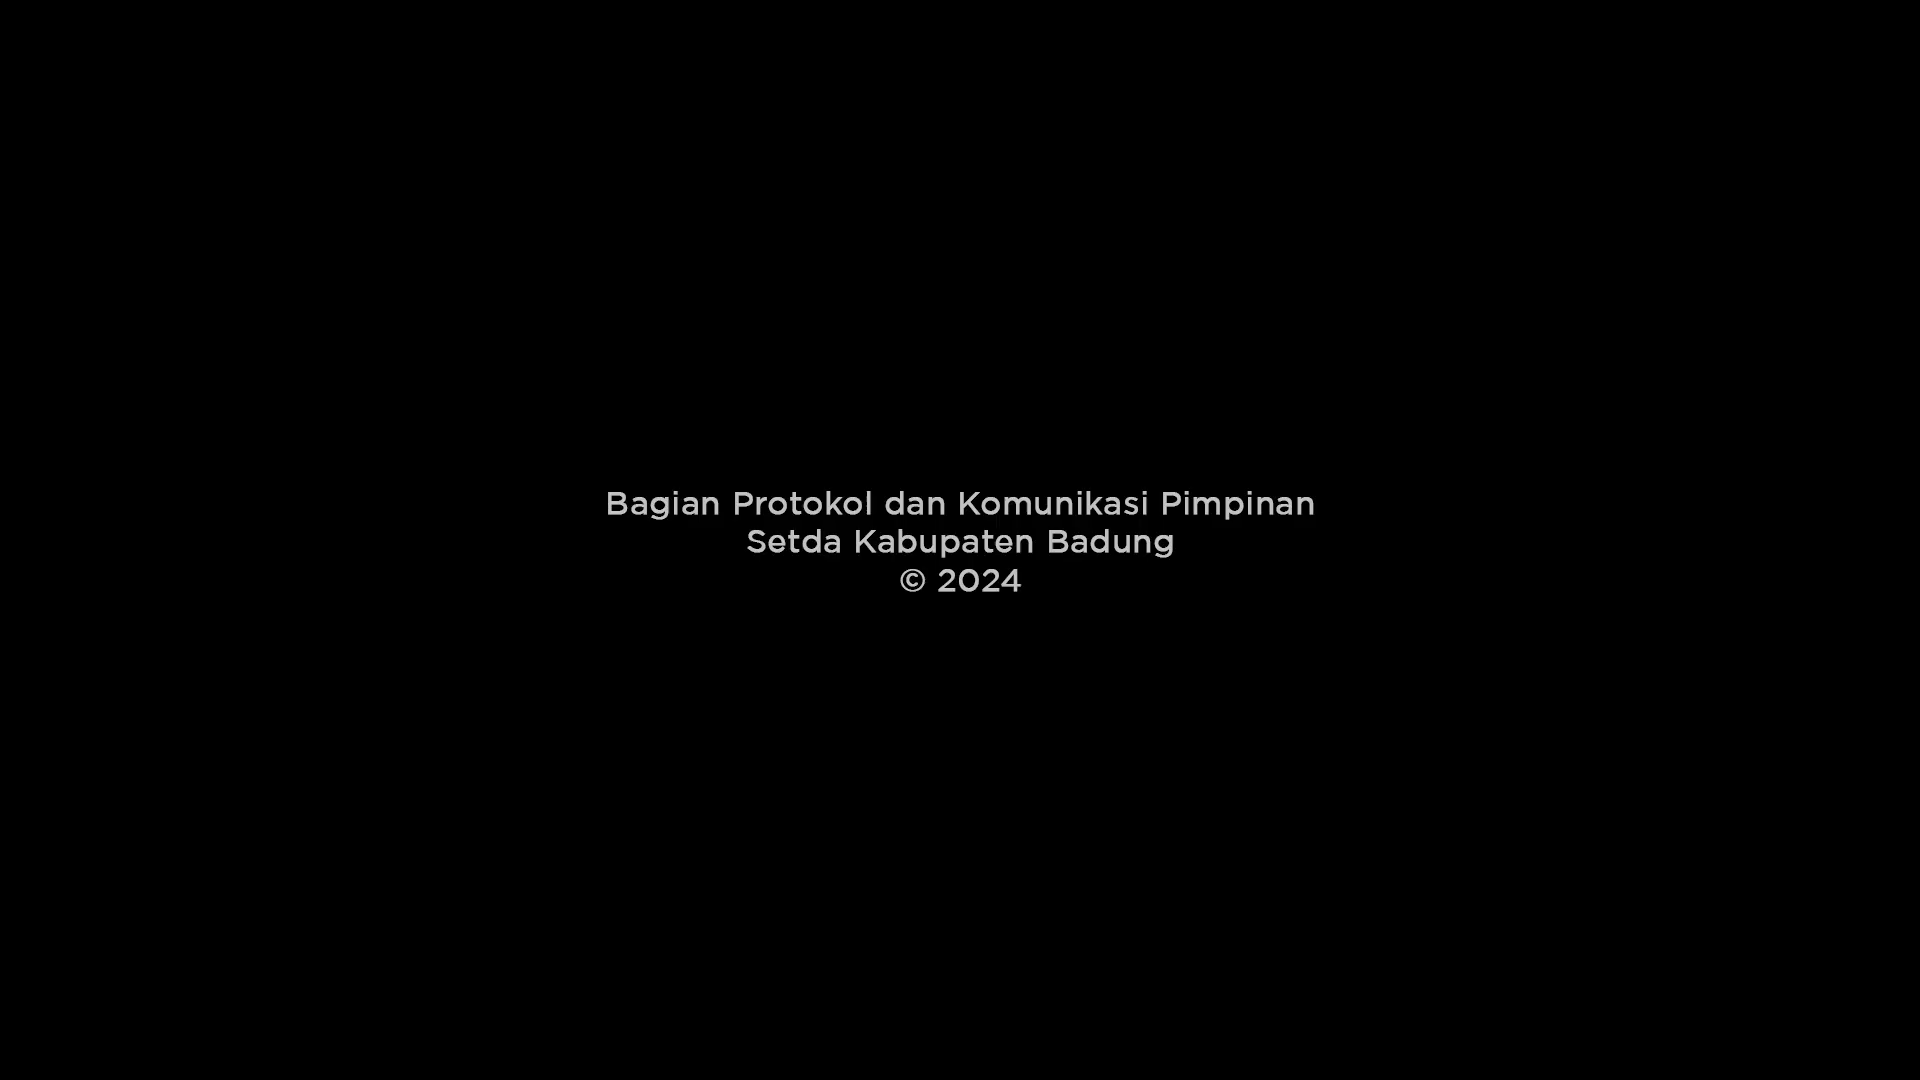 Bagian Protokol dan Komunikasi Pimpinan
Setda Kabupaten Badung
© 2024